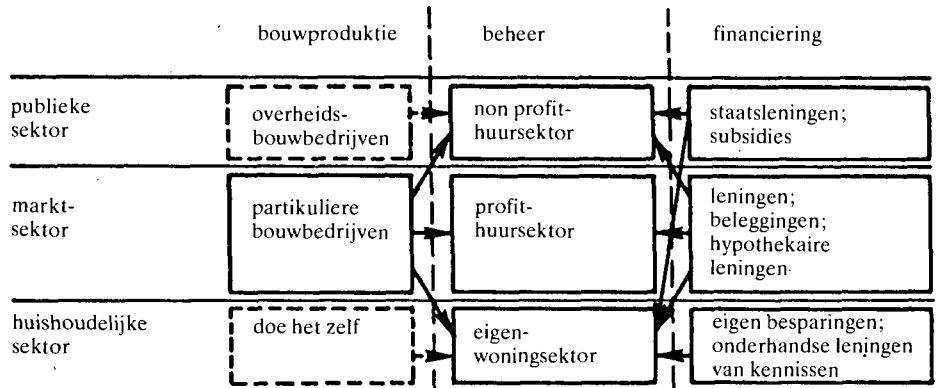 bouwproduktie
beheer
financiering
publieke
sektor
overheids-
bouwbedrijven
non profit-
huursektor
staatsleningen;
subsidies
markt-
sektor
partikuliere
bouwbedrijven
profit-
huursektor
leningen;
beleggingen;
hypothekaire
leningen
huishoudelijke
sektor
doe het zelf
eigen-
woningsektor
eigen besparingen;
onderhandse leningen
van kennissen